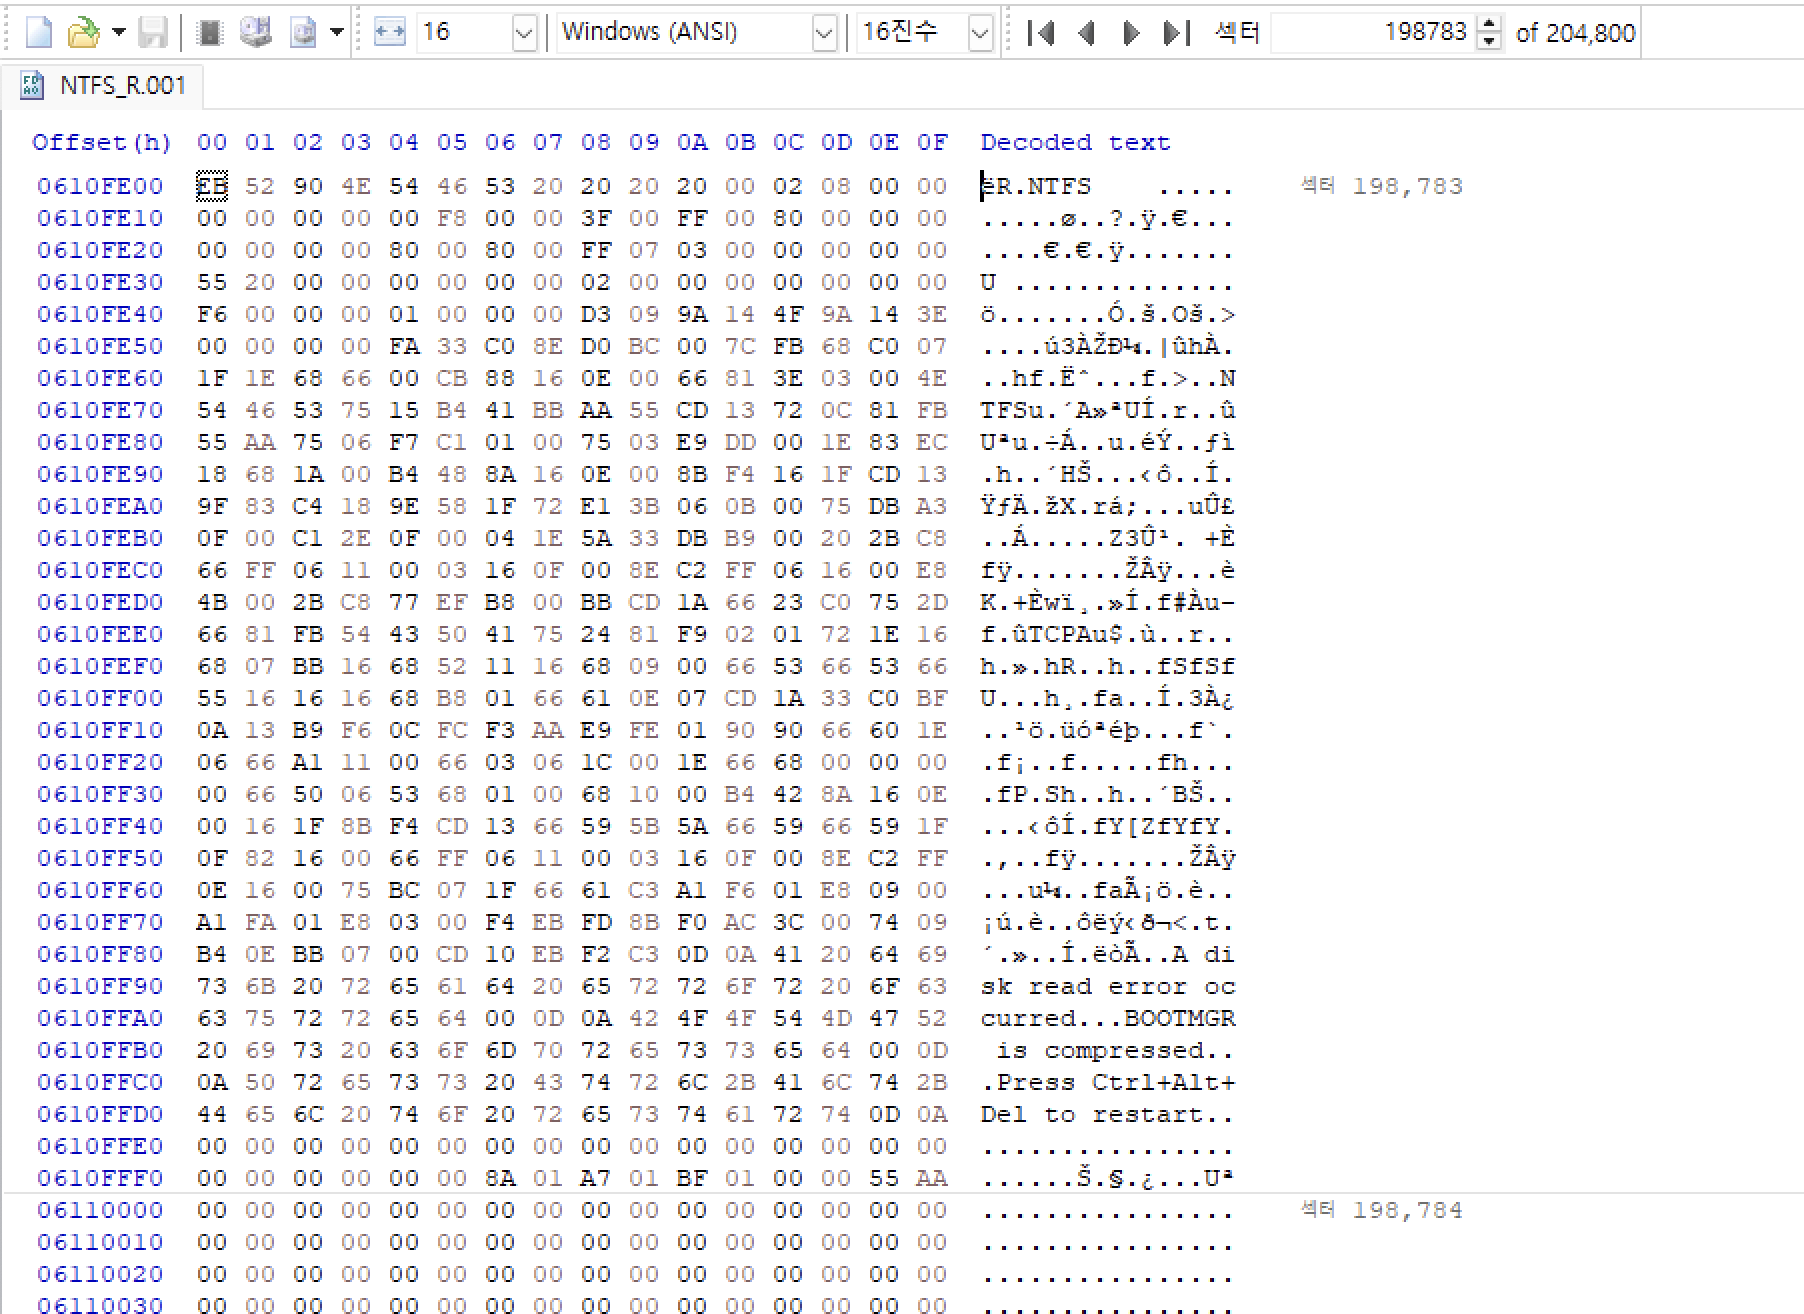 16 Windows (ANSI) 16진수 섹터 198783 of 204,800
NTFS_R.001
Offset(h) 00 01 02 03 04 05 06 07 08 09 0A 0B 0C 0D 0E 0F Decoded text
0610FE00 EB 52 90 4E 54 46 53 20 20 20 20 00 02 08 00 00 ëR.NTFS    ..... 섹터 198,783
0610FE10 00 00 00 00 00 F8 00 00 3F 00 FF 00 80 00 00 00 .....ø..?.ÿ.€...
0610FE20 00 00 00 00 80 00 80 00 FF 07 03 00 00 00 00 00 ....€.€.ÿ.......
0610FE30 55 20 00 00 00 00 00 00 02 00 00 00 00 00 00 00 U ..............
0610FE40 F6 00 00 00 01 00 00 00 D3 09 9A 14 4F 9A 14 3E ö.......Ó.š.Oš.>
0610FE50 00 00 00 00 FA 33 C0 8E D0 BC 00 7C FB 68 C0 07 ....ú3ÀŽÐ¼.|ûhÀ.
0610FE60 1F 1E 68 66 00 CB 88 16 0E 00 66 81 3E 03 00 4E ..hf.Ëˆ...f.>..N
0610FE70 54 46 53 75 15 B4 41 BB AA 55 CD 13 72 0C 81 FB TFSu.´A»ªUÍ.r..û
0610FE80 55 AA 75 06 F7 C1 01 00 75 03 E9 DD 00 1E 83 EC Uªu.÷Á..u.éÝ..ƒì
0610FE90 18 68 1A 00 B4 48 8A 16 0E 00 8B F4 16 1F CD 13 .h..´HŠ...‹ô..Í.
0610FEA0 9F 83 C4 18 9E 58 1F 72 E1 3B 06 0B 00 75 DB A3 ŸƒÄ.žX.rá;...uÛ£
0610FEB0 0F 00 C1 2E 0F 00 04 1E 5A 33 DB B9 00 20 2B C8 ..Á.....Z3Û¹. +È
0610FEC0 66 FF 06 11 00 03 16 0F 00 8E C2 FF 06 16 00 E8 fÿ.......ŽÂÿ...è
0610FED0 4B 00 2B C8 77 EF B8 00 BB CD 1A 66 23 C0 75 2D K.+Èwï¸.»Í.f#Àu-
0610FEE0 66 81 FB 54 43 50 41 75 24 81 F9 02 01 72 1E 16 f.ûTCPAu$.ù..r..
0610FEF0 68 07 BB 16 68 52 11 16 68 09 00 66 53 66 53 66 h.».hR..h..fSfSf
0610FF00 55 16 16 16 68 B8 01 66 61 0E 07 CD 1A 33 C0 BF U...h¸.fa..Í.3À¿
0610FF10 0A 13 B9 F6 0C FC F3 AA E9 FE 01 90 90 66 60 1E ..¹ö.üóªéþ...f`.
0610FF20 06 66 A1 11 00 66 03 06 1C 00 1E 66 68 00 00 00 .f¡..f.....fh...
0610FF30 00 66 50 06 53 68 01 00 68 10 00 B4 42 8A 16 0E .fP.Sh..h..´BŠ..
0610FF40 00 16 1F 8B F4 CD 13 66 59 5B 5A 66 59 66 59 1F ...‹ôÍ.fY[ZfYfY.
0610FF50 0F 82 16 00 66 FF 06 11 00 03 16 0F 00 8E C2 FF .‚..fÿ.......ŽÂÿ
0610FF60 0E 16 00 75 BC 07 1F 66 61 C3 A1 F6 01 E8 09 00 ...u¼..faÃ¡ö.è..
0610FF70 A1 FA 01 E8 03 00 F4 EB FD 8B F0 AC 3C 00 74 09 ¡ú.è..ôëý‹ð¬<.t.
0610FF80 B4 0E BB 07 00 CD 10 EB F2 C3 0D 0A 41 20 64 69 ´.»..Í.ëòÃ..A di
0610FF90 73 6B 20 72 65 61 64 20 65 72 72 6F 72 20 6F 63 sk read error oc
0610FFA0 63 75 72 72 65 64 00 0D 0A 42 4F 4F 54 4D 47 52 curred...BOOTMGR
0610FFB0 20 69 73 20 63 6F 6D 70 72 65 73 73 65 64 00 0D  is compressed..
0610FFC0 0A 50 72 65 73 73 20 43 74 72 6C 2B 41 6C 74 2B .Press Ctrl+Alt+
0610FFD0 44 65 6C 20 74 6F 20 72 65 73 74 61 72 74 0D 0A Del to restart..
0610FFE0 00 00 00 00 00 00 00 00 00 00 00 00 00 00 00 00 ................
0610FFF0 00 00 00 00 00 00 8A 01 A7 01 BF 01 00 00 55 AA ......Š.§.¿...Uª
06110000 00 00 00 00 00 00 00 00 00 00 00 00 00 00 00 00 ................ 섹터 198,784
06110010 00 00 00 00 00 00 00 00 00 00 00 00 00 00 00 00 ................
06110020 00 00 00 00 00 00 00 00 00 00 00 00 00 00 00 00 ................
06110030 00 00 00 00 00 00 00 00 00 00 00 00 00 00 00 00 ................